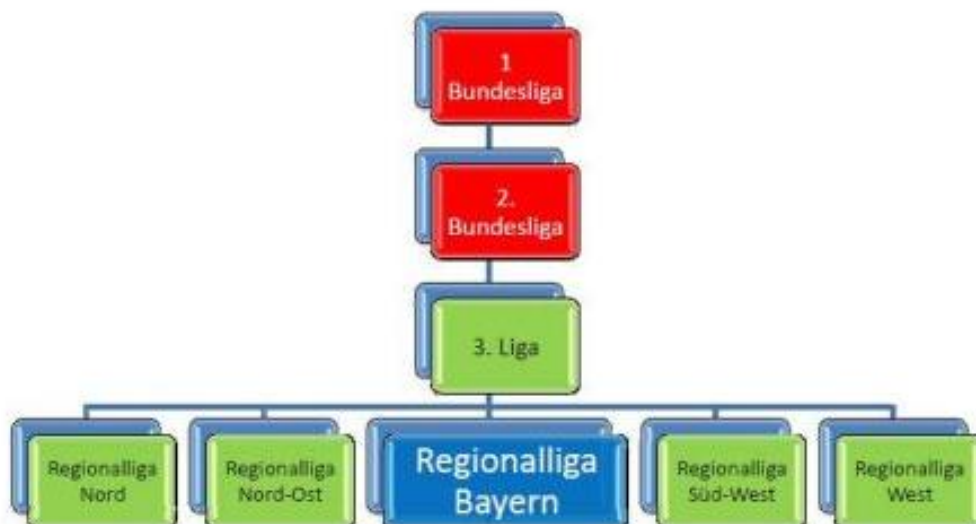 1
Bundesliga
2.
Bundesliga
3. Liga
Regionalliga
Nord
Regionalliga
Nord-Ost
Regionalliga
Bayern
Regionalliga
Süd-West
Regionalliga
West